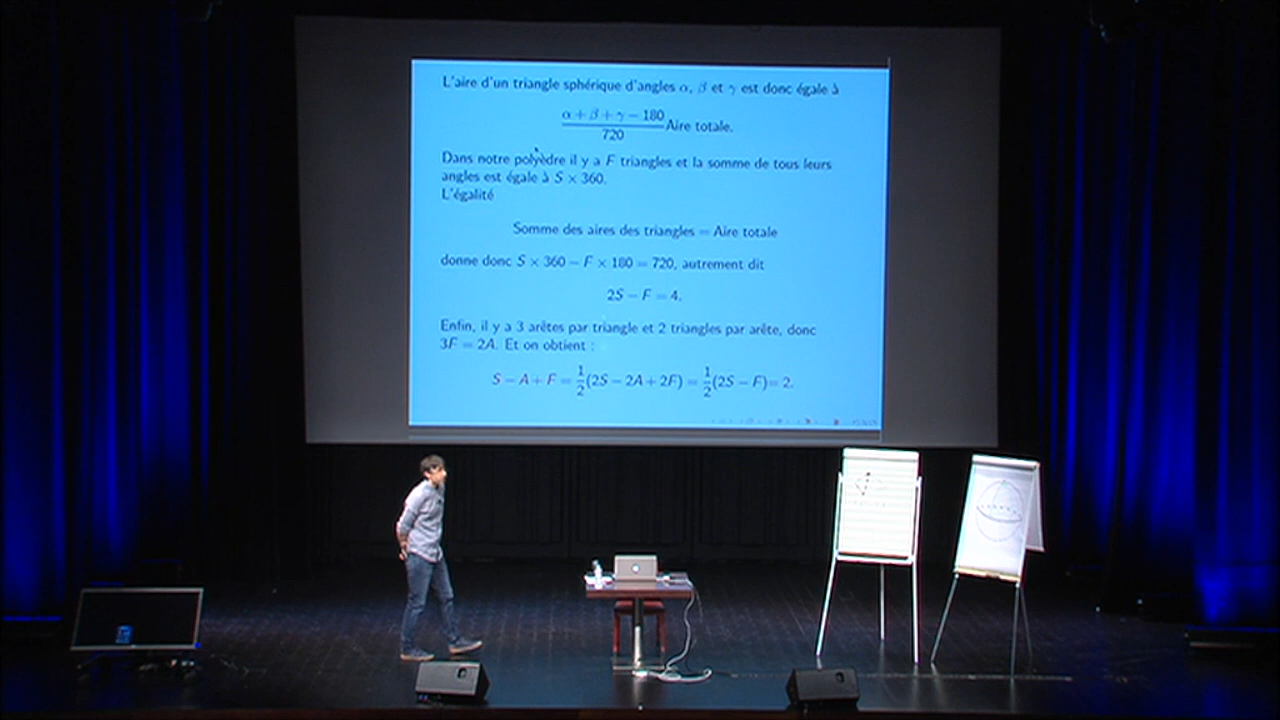 L'aire d'un triangle sphérique d'angles α, β et γ est donc égale à
α + β + γ − 180
720
Aire totale.
Dans notre polyèdre il y a F triangles et la somme de tous leurs
angles est égale à S × 360.
L'égalité
Somme des aires des triangles = Aire totale
donne donc S × 360 − F × 180 = 720, autrement dit
2S − F = 4.
Enfin, il y a 3 arêtes par triangle et 2 triangles par arête, donc
3F = 2A. Et on obtient :
S − A + F = 1/2(2S − 2A + 2F) = 1/2(2S − F) = 2.